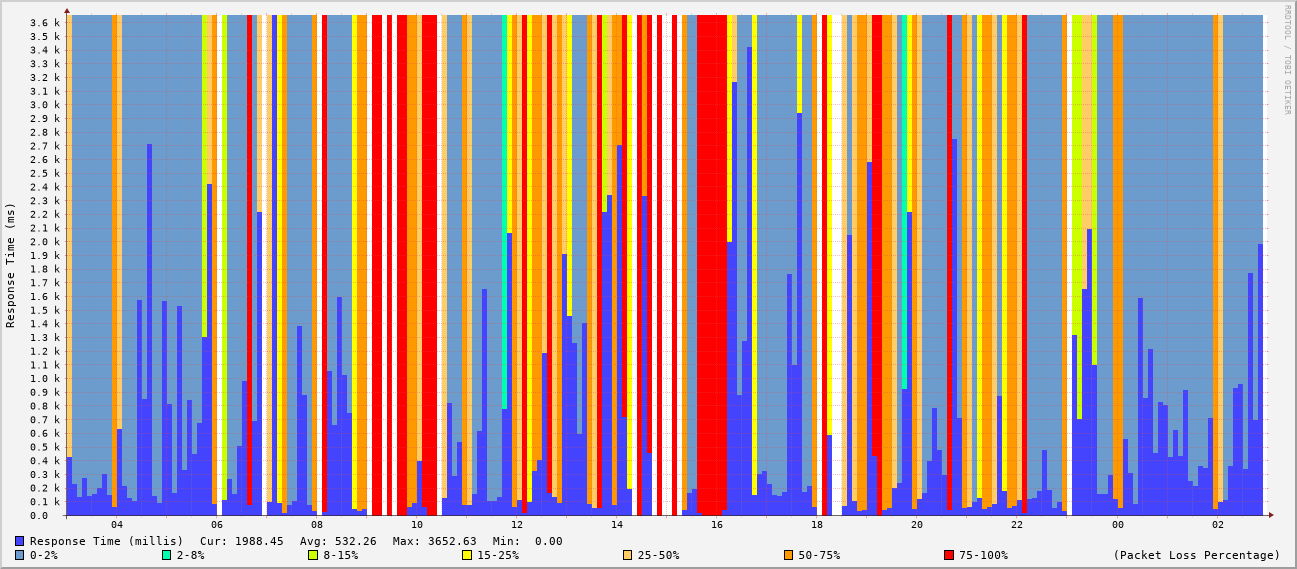 RRDTOOL / TOBI OETIKER
Response Time (ms)
3.6 k
3.5 k
3.4 k
3.3 k
3.2 k
3.1 k
3.0 k
2.9 k
2.8 k
2.7 k
2.6 k
2.5 k
2.4 k
2.3 k
2.2 k
2.1 k
2.0 k
1.9 k
1.8 k
1.7 k
1.6 k
1.5 k
1.4 k
1.3 k
1.2 k
1.1 k
1.0 k
0.9 k
0.8 k
0.7 k
0.6 k
0.5 k
0.4 k
0.3 k
0.2 k
0.1 k
0.0
04 06 08 10 12 14 16 18 20 22 00 02
Response Time (millis) Cur: 1988.45 Avg: 532.26 Max: 3652.63 Min: 0.00
0-2% 2-8% 8-15% 15-25% 25-50% 50-75% 75-100% (Packet Loss Percentage)